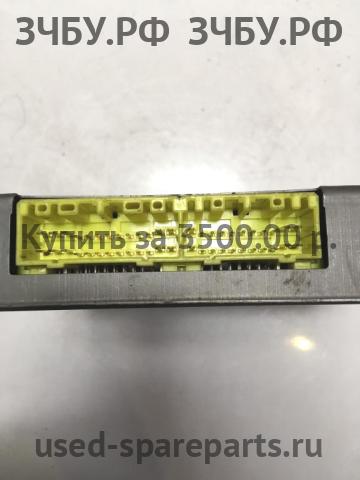 ЗЧБУ.РФ ЗЧБУ.РФ
Купить за 3500.00 р.
used-spareparts.ru